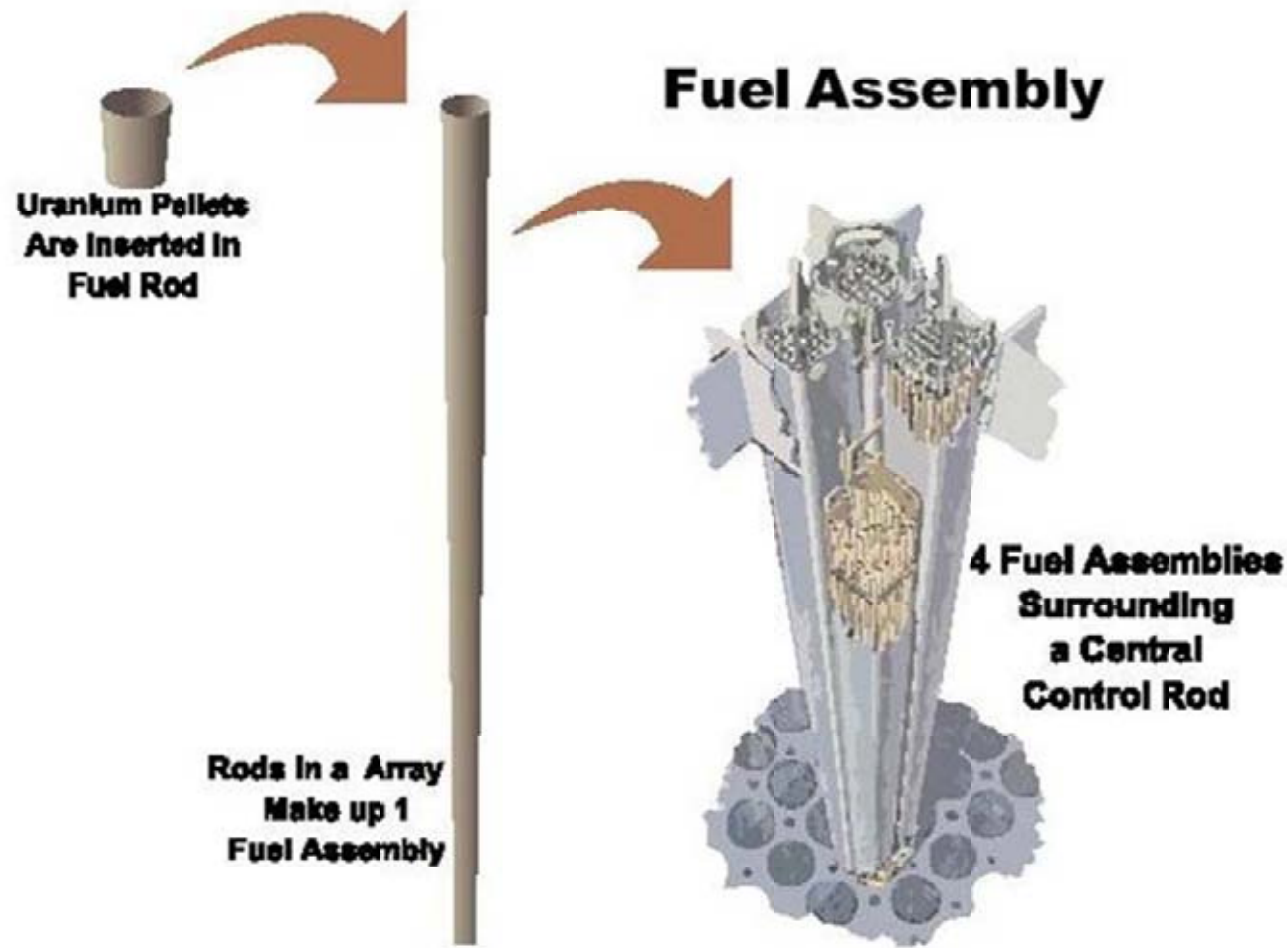 Fuel Assembly
Uranium Pellets
Are Inserted In
Fuel Rod
4 Fuel Assemblies
Surrounding
a Central
Control Rod
Rods In a Array
Make up 1
Fuel Assembly